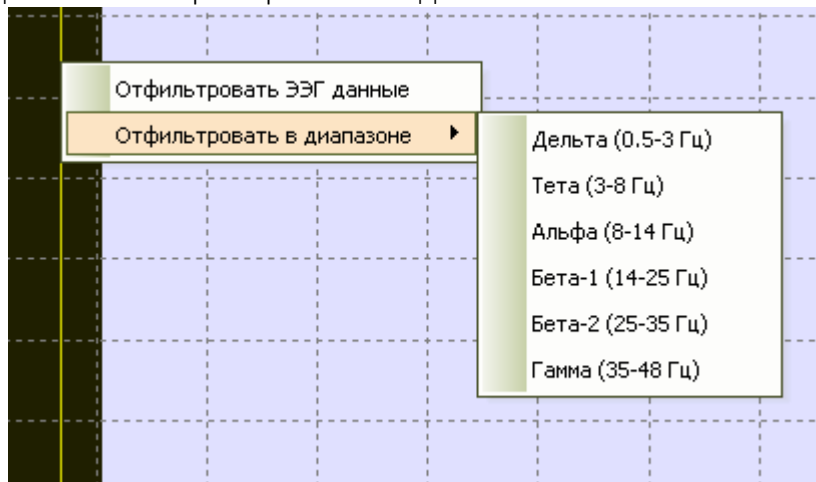 Отфильтровать ЭЭГ данные
Отфильтровать в диапазоне
Дельта (0.5-3 Гц)
Тета (3-8 Гц)
Альфа (8-14 Гц)
Бета-1 (14-25 Гц)
Бета-2 (25-35 Гц)
Гамма (35-48 Гц)